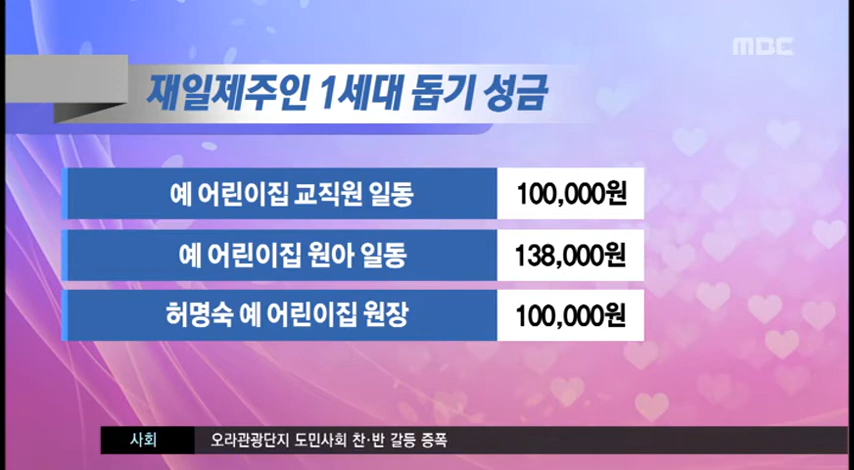 MBC
재일제주인 1세대 돕기 성금
예 어린이집 교직원 일동 100,000원
예 어린이집 원아 일동 138,000원
허명숙 예 어린이집 원장 100,000원
사회 오라관광단지 도민사회 찬·반 갈등 증폭